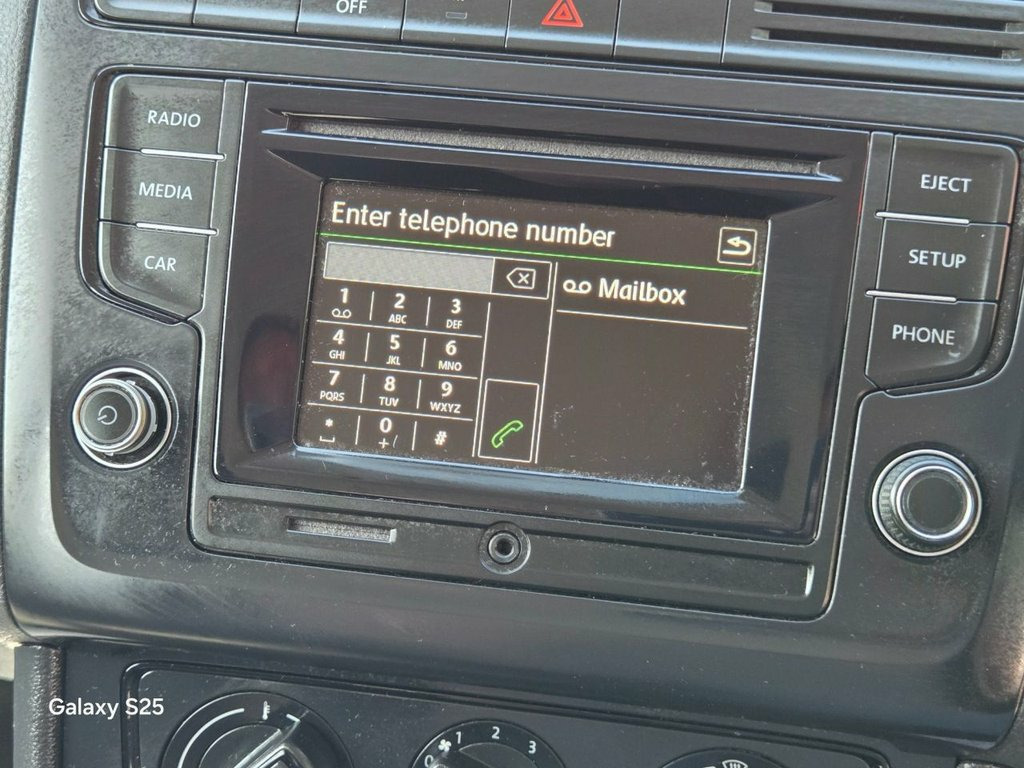 OFF
RADIO
MEDIA
CAR
EJECT
SETUP
PHONE
Enter telephone number
Mailbox
1 2 3
ABC DEF
4 5 6
GHI JKL MNO
7 8 9
PQRS TUV WXYZ
* 0 #
+/
Galaxy S25
0 1 2 3